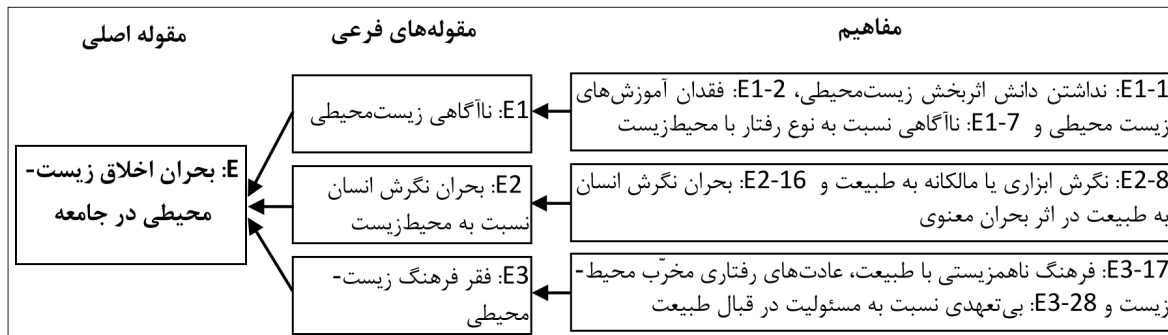 مفاهیم
مقوله‌های فرعی
مقوله اصلی
E1-1: نداشتن دانش اثربخش زیست‌محیطی، E1-2: فقدان آموزش‌های
زیست محیطی و E1-7: ناآگاهی نسبت به نوع رفتار با محیط‌زیست
E1: ناآگاهی زیست‌محیطی
E2-8: نگرش ابزاری یا مالکانه به طبیعت و E2-16: بحران نگرش انسان
به طبیعت در اثر بحران معنوی
E2: بحران نگرش انسان
نسبت به محیط‌زیست
E3-17: فرهنگ ناهمزیستی با طبیعت، عادت‌های رفتاری مخرّب محیط-
زیست و E3-28: بی‌تعهدی نسبت به مسئولیت در قبال طبیعت
E3: فقر فرهنگ زیست-
محیطی
E: بحران اخلاق زیست-
محیطی در جامعه